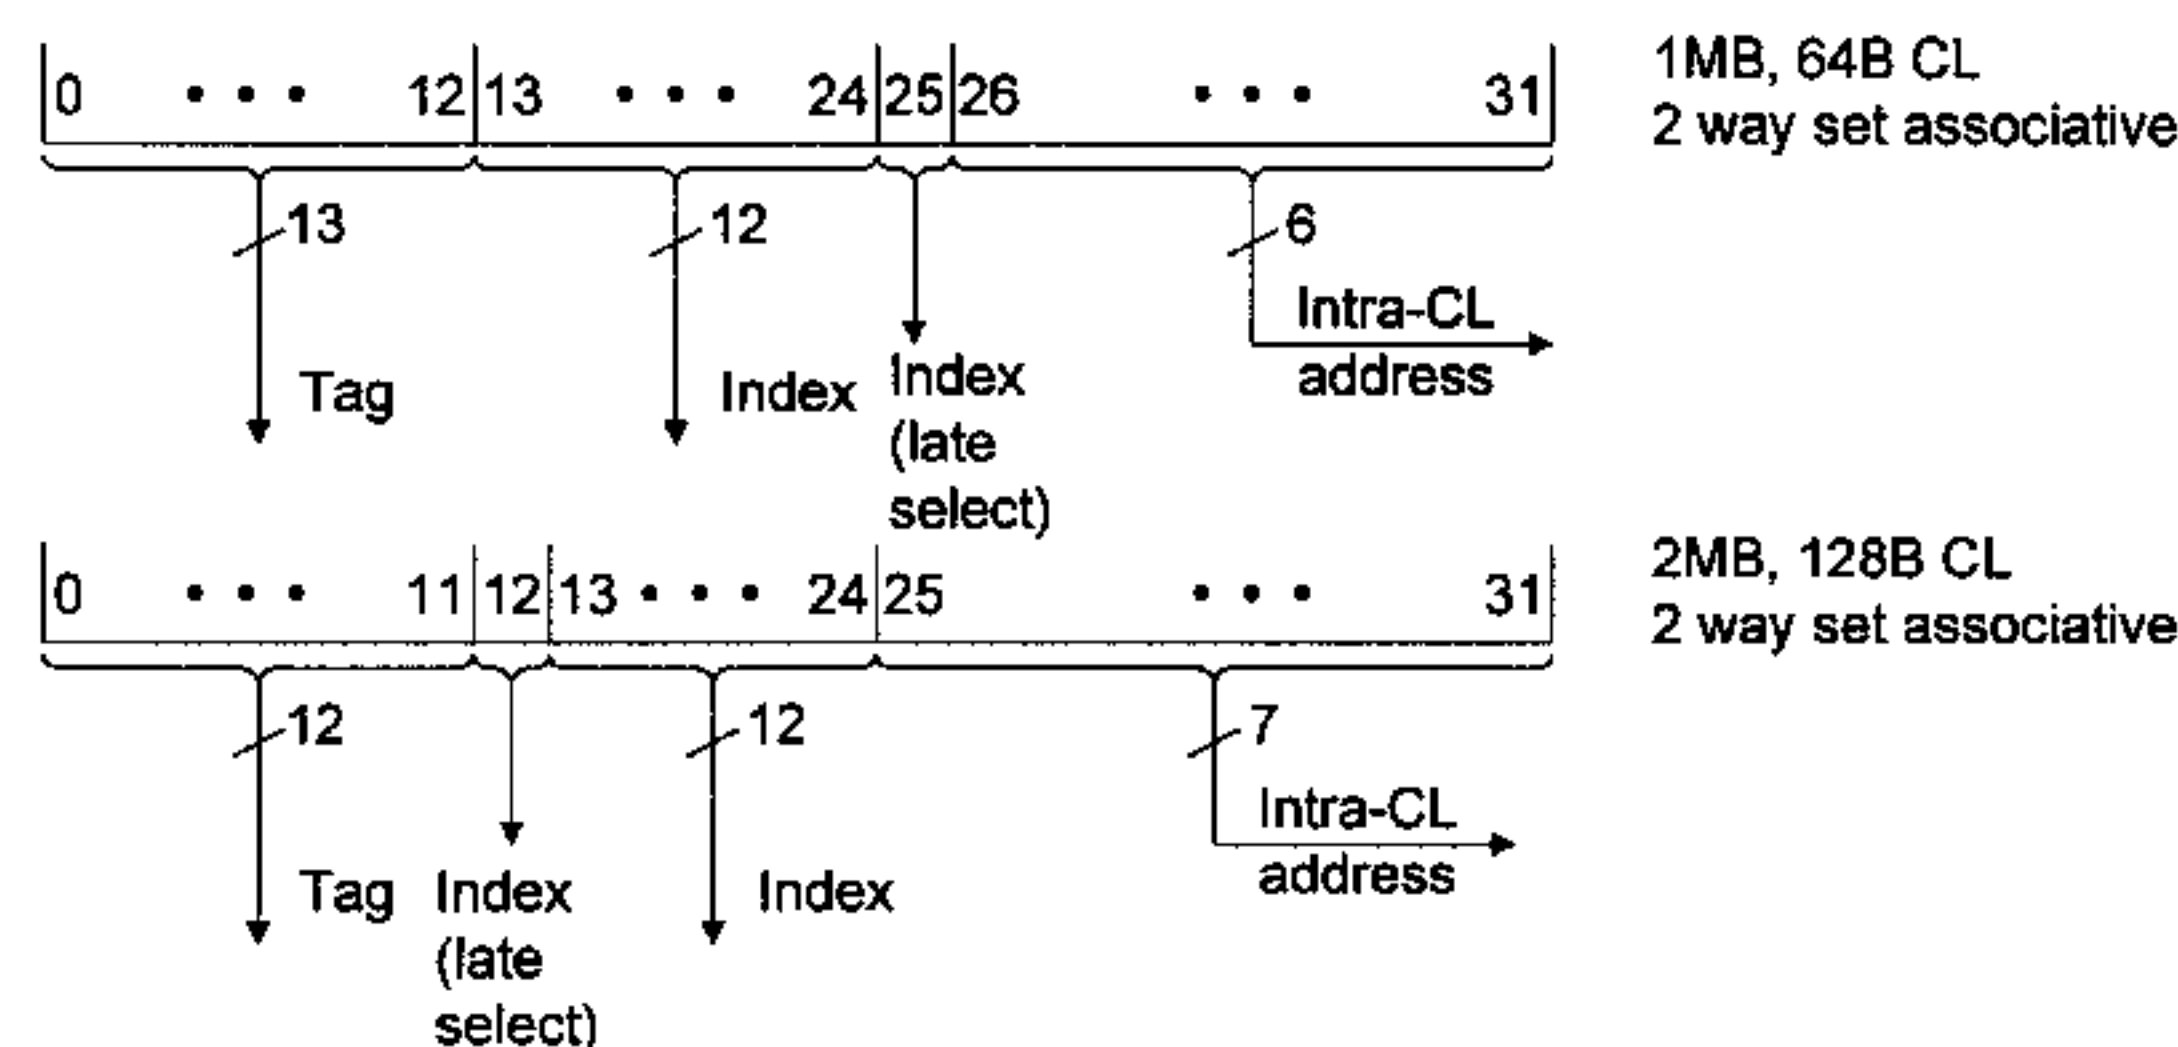 0 • • • 12 13 • • • 24 25 26 • • • 31
1MB, 64B CL
2 way set associative
13
12
6
Tag
Index
Index
(late
select)
Intra-CL
address
0 • • • 11 12 13 • • • 24 25 • • • 31
2MB, 128B CL
2 way set associative
12
12
7
Tag
Index
(late
select)
Index
Intra-CL
address